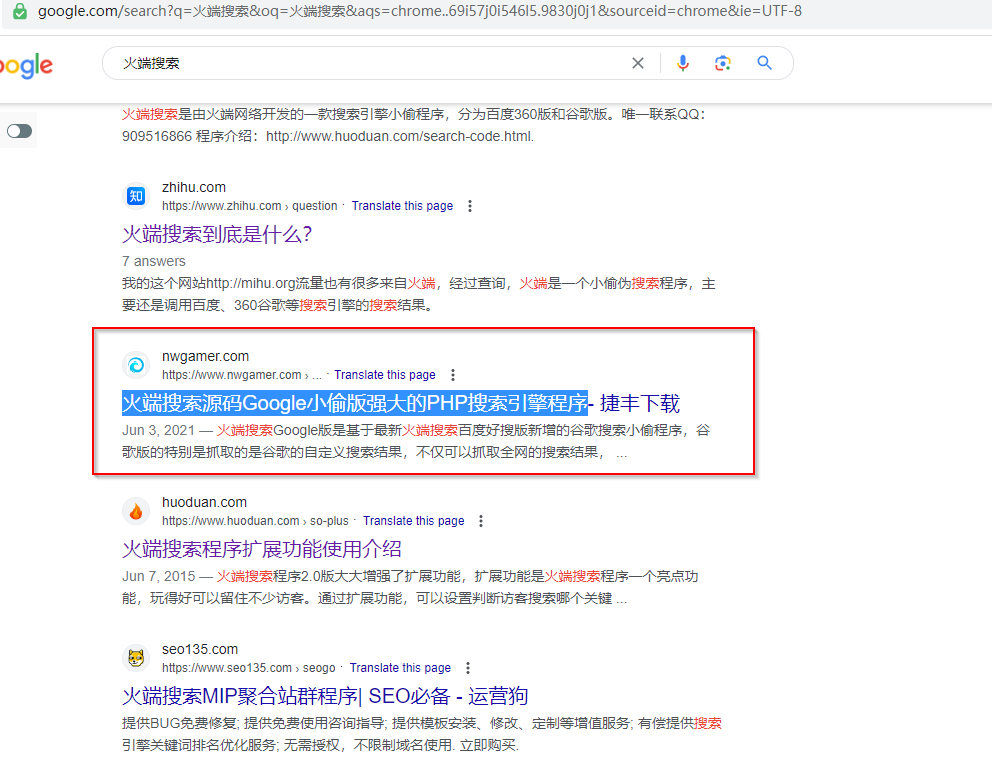 google.com/search?q=火端搜索&oq=火端搜索&aqs=chrome..69i57j0i546l5.9830j0j1&sourceid=chrome&ie=UTF-8
ogle
火端搜索
火端搜索是由火端网络开发的一款搜索引擎小偷程序，分为百度360版和谷歌版。唯一联系QQ：
909516866 程序介绍：http://www.huoduan.com/search-code.html.
知
zhihu.com
https://www.zhihu.com › question · Translate this page
火端搜索到底是什么？
7 answers
我的这个网站http://mihu.org流量也有很多来自火端，经过查询，火端是一个小偷伪搜索程序，主
要还是调用百度、360谷歌等搜索引擎的搜索结果。
nwgamer.com
https://www.nwgamer.com › ... · Translate this page
火端搜索源码Google小偷版强大的PHP搜索引擎程序- 捷丰下载
Jun 3, 2021 — 火端搜索Google版是基于最新火端搜索百度好搜版新增的谷歌搜索小偷程序，谷
歌版的特别是抓取的是谷歌的自定义搜索结果，不仅可以抓取全网的搜索结果， ...
huoduan.com
https://www.huoduan.com › so-plus · Translate this page
火端搜索程序扩展功能使用介绍
Jun 7, 2015 — 火端搜索程序2.0版大大增强了扩展功能，扩展功能是火端搜索程序一个亮点功
能，玩得好可以留住不少访客。通过扩展功能，可以设置判断访客搜索哪个关键 ...
seo135.com
https://www.seo135.com › seogo · Translate this page
火端搜索MIP聚合站群程序| SEO必备 - 运营狗
提供BUG免费修复; 提供免费使用咨询指导; 提供模板安装、修改、定制等增值服务; 有偿提供搜索
引擎关键词排名优化服务; 无需授权，不限制域名使用. 立即购买.